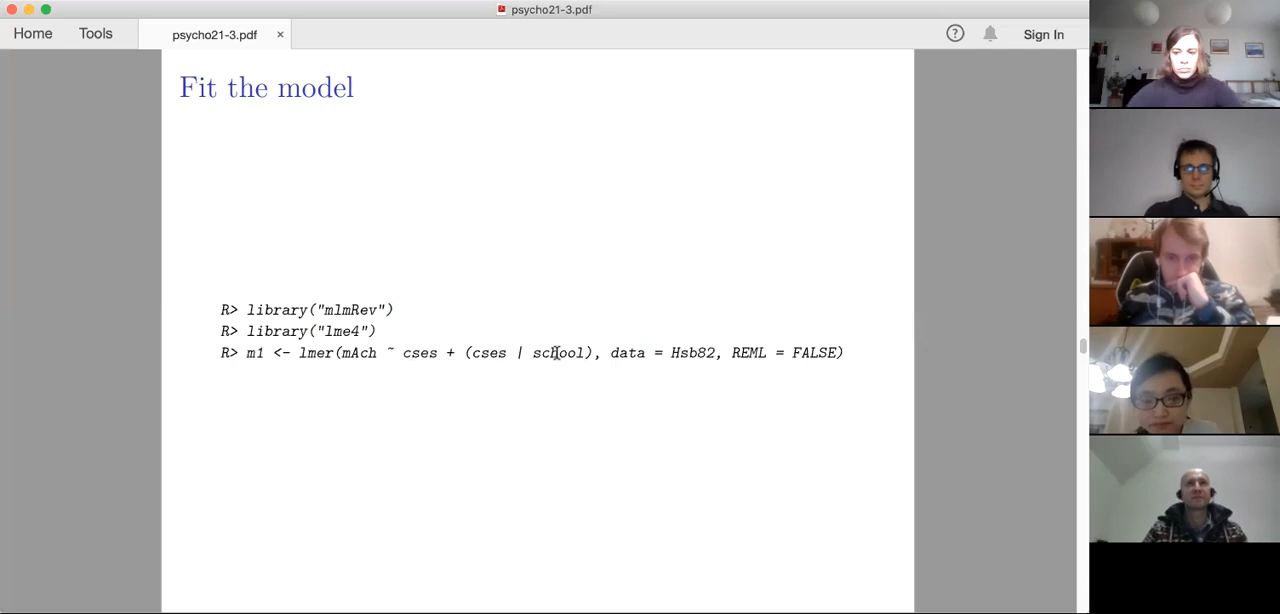 psycho21-3.pdf
Home Tools psycho21-3.pdf × ? Sign In
Fit the model
R> library("mlmRev")
R> library("lme4")
R> m1 <- lmer(mAch ~ cses + (cses | school), data = Hsb82, REML = FALSE)